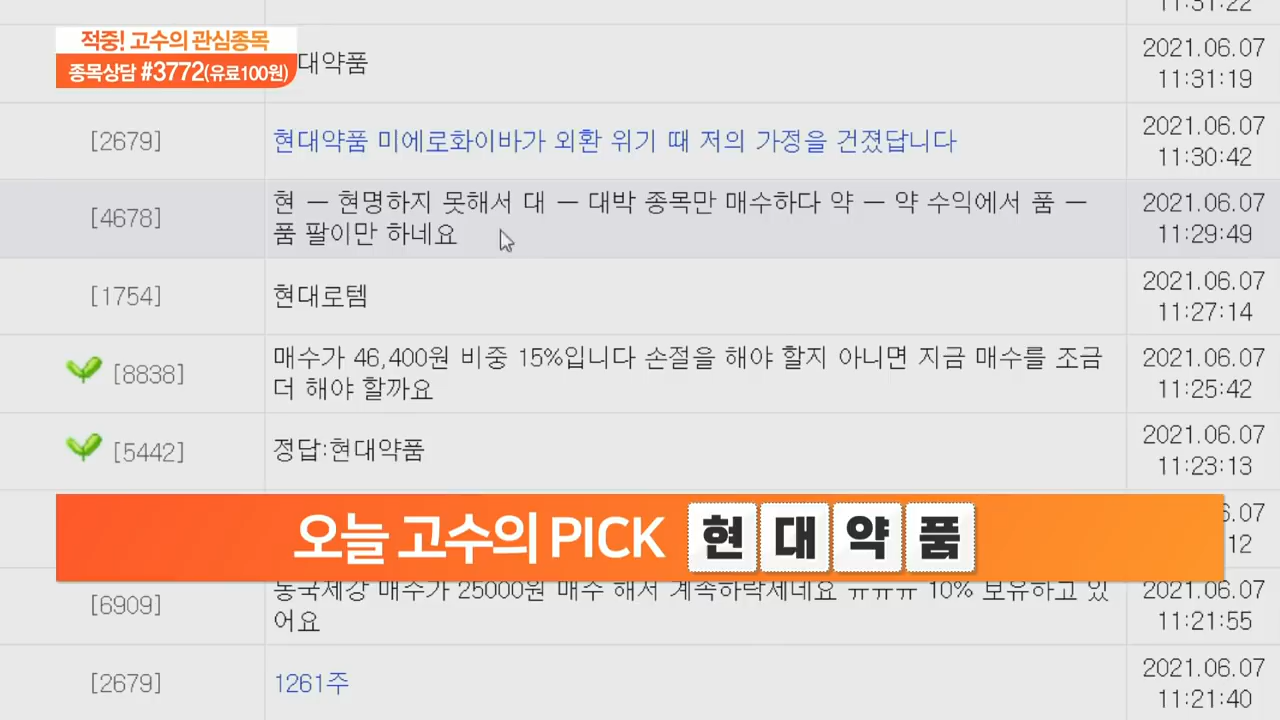 11:31:22
적중! 고수의 관심종목
종목상담 #3772(유료100원)
대약품
2021.06.07
11:31:19
[2679]
현대약품 미에로화이바가 외환 위기 때 저의 가정을 건졌답니다
2021.06.07
11:30:42
[4678]
현 – 현명하지 못해서 대 – 대박 종목만 매수하다 약 – 약 수익에서 품 –
품 팔이만 하네요
2021.06.07
11:29:49
[1754]
현대로템
2021.06.07
11:27:14
[8838]
매수가 46,400원 비중 15%입니다 손절을 해야 할지 아니면 지금 매수를 조금
더 해야 할까요
2021.06.07
11:25:42
[5442]
정답:현대약품
2021.06.07
11:23:13
오늘 고수의 PICK 현대약품
6.07
12
[6909]
동국제강 매수가 25000원 매수 해서 계속하락세네요 ㅠㅠㅠ 10% 보유하고 있
어요
2021.06.07
11:21:55
[2679]
1261주
2021.06.07
11:21:40